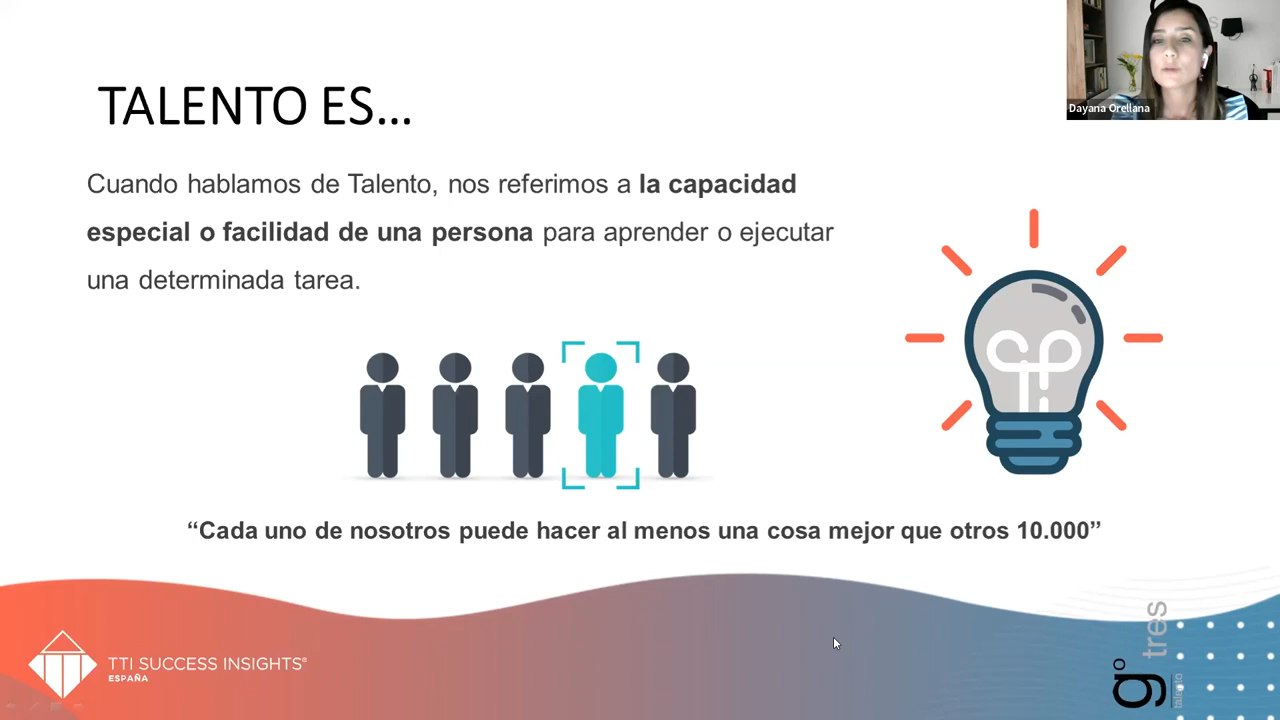 TALENTO ES...
Dayana Orellana
Cuando hablamos de Talento, nos referimos a la capacidad
especial o facilidad de una persona para aprender o ejecutar
una determinada tarea.
“Cada uno de nosotros puede hacer al menos una cosa mejor que otros 10.000”
TTI SUCCESS INSIGHTS®
ESPAÑA
tres
gº
talento